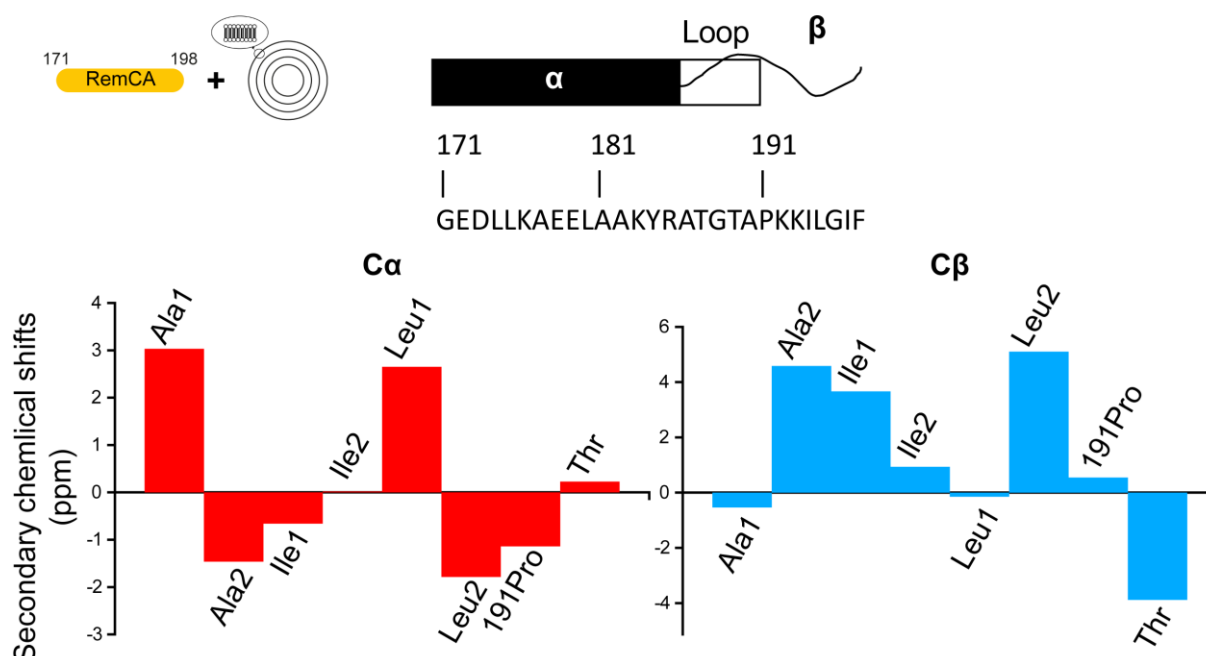 171 198
RemCA
+
Loop β
α
171 181 191
GEDLLKAEELAAKYRATGTAPKKILGIF
Cα
Cβ
Secondary chemlical shifts
(ppm)
4
3
2
1
0
-1
-2
-3
Ala1
Ala2
Ile1
Ile2
Leu1
Leu2
191Pro
Thr
6
4
2
0
-2
-4
Ala1
Ala2
Ile1
Ile2
Leu1
Leu2
191Pro
Thr